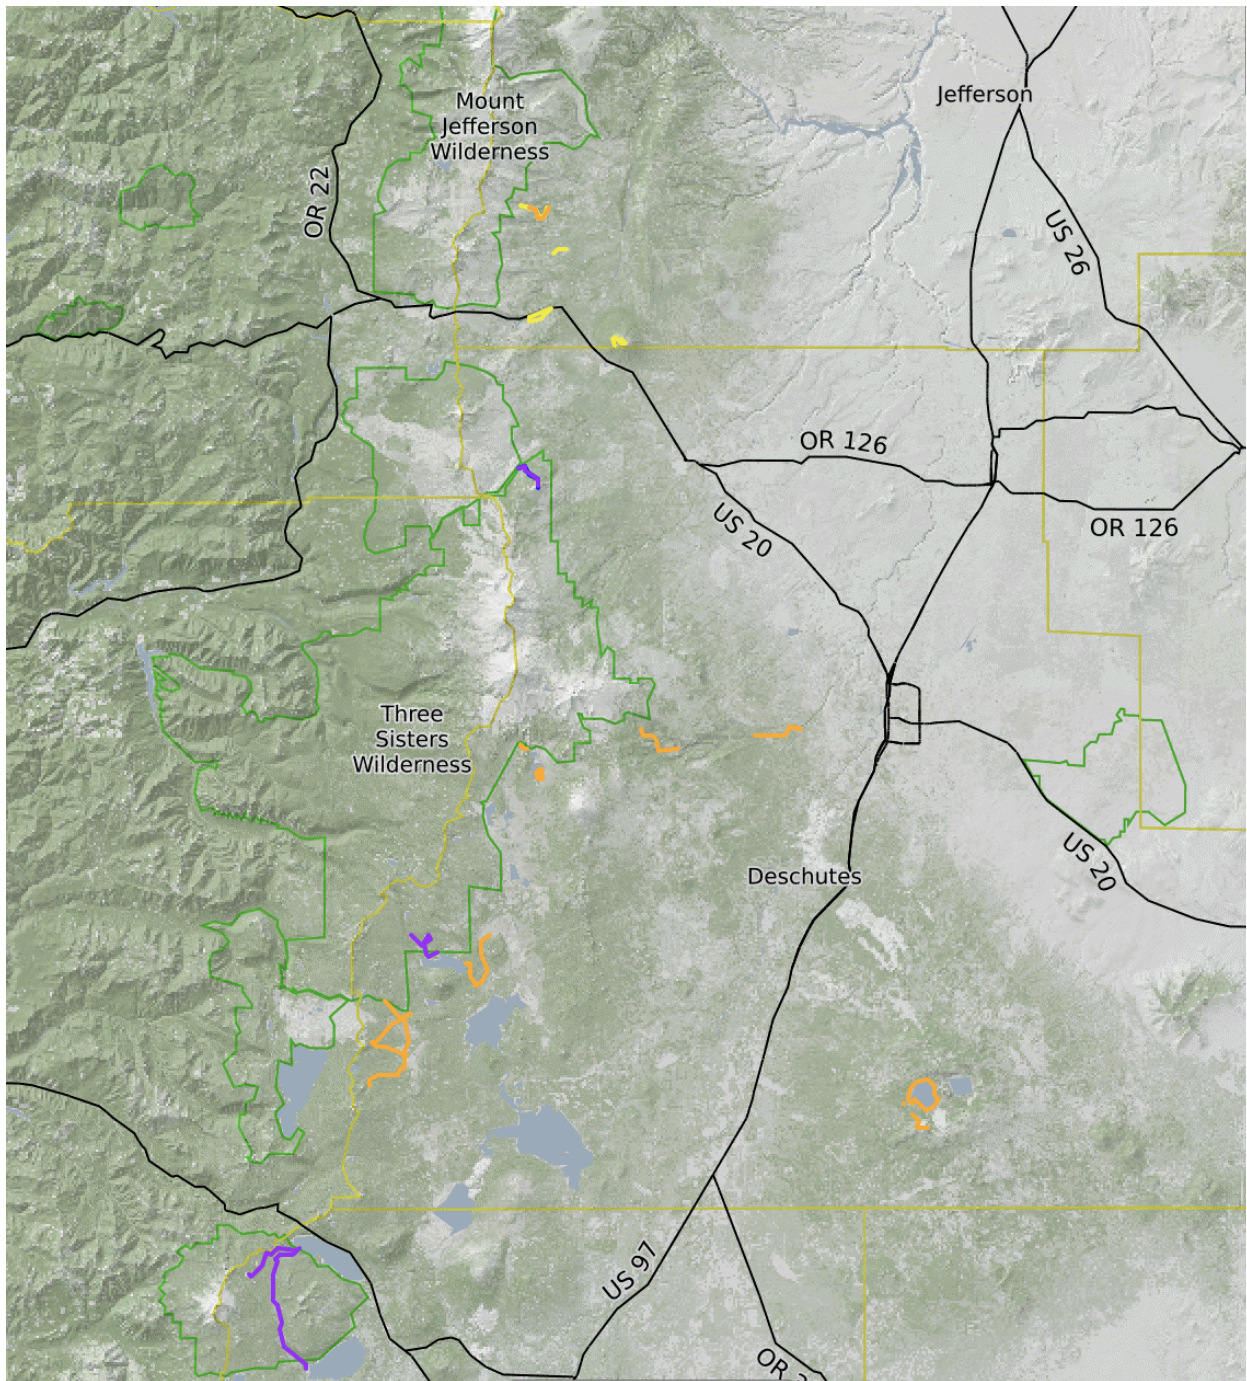 Jefferson
Mount
Jefferson
Wilderness
OR 22
US 26
OR 126
US 20
OR 126
Three
Sisters
Wilderness
Deschutes
US 20
US 97
OR